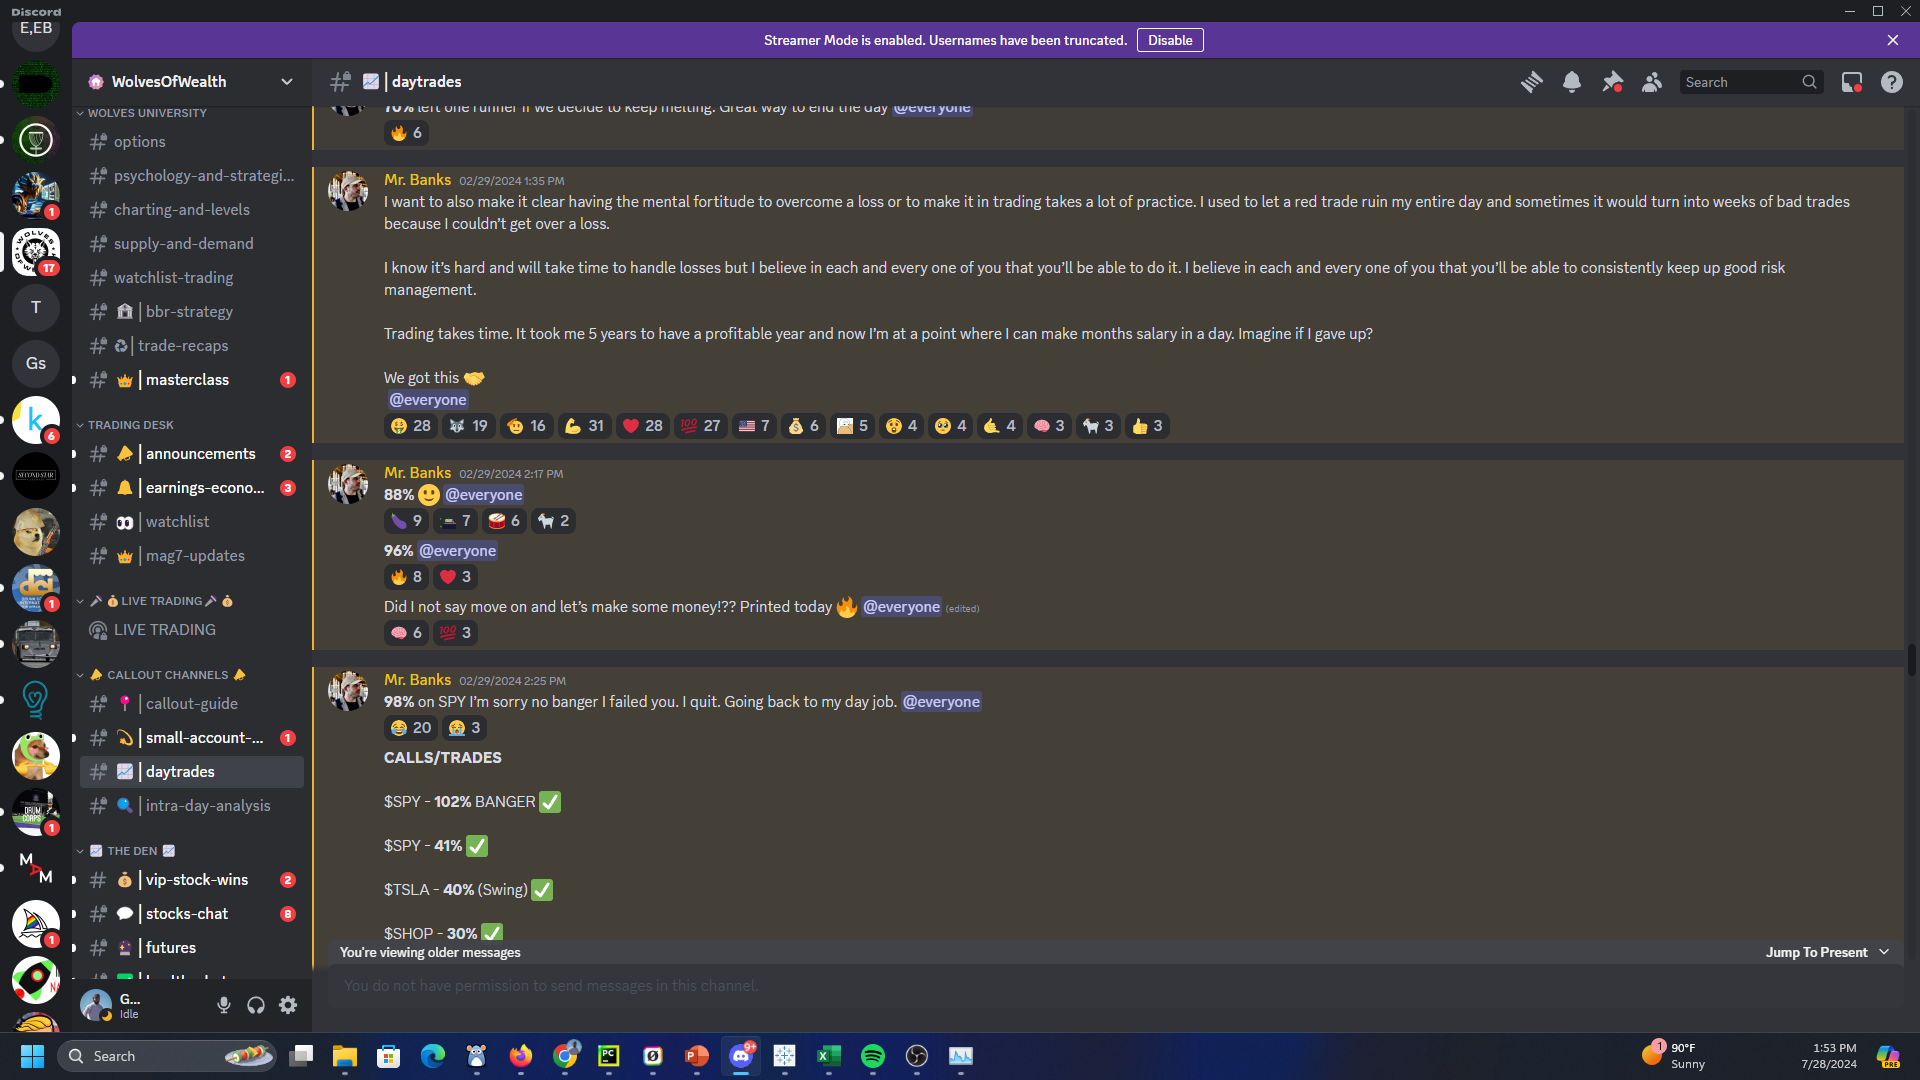 Discord
E,EB
Streamer Mode is enabled. Usernames have been truncated. Disable
WolvesOfWealth
WOLVES UNIVERSITY
options
psychology-and-strategi...
charting-and-levels
supply-and-demand
watchlist-trading
bbr-strategy
trade-recaps
masterclass 1
TRADING DESK
announcements 2
earnings-econo... 3
watchlist
mag7-updates
LIVE TRADING
LIVE TRADING
CALLOUT CHANNELS
callout-guide
small-account-... 1
daytrades
intra-day-analysis
THE DEN
vip-stock-wins 2
stocks-chat 8
futures
G...
Idle
1
17
T
Gs
k
6
1
1
M A M
1
daytrades
Search
70% left one runner if we decide to keep melting. Great way to end the day @everyone
6
Mr. Banks 02/29/2024 1:35 PM
I want to also make it clear having the mental fortitude to overcome a loss or to make it in trading takes a lot of practice. I used to let a red trade ruin my entire day and sometimes it would turn into weeks of bad trades
because I couldn't get over a loss.
I know it's hard and will take time to handle losses but I believe in each and every one of you that you'll be able to do it. I believe in each and every one of you that you'll be able to consistently keep up good risk
management.
Trading takes time. It took me 5 years to have a profitable year and now I'm at a point where I can make months salary in a day. Imagine if I gave up?
We got this
@everyone
28 19 16 31 28 27 7 6 5 4 4 4 3 3 3
Mr. Banks 02/29/2024 2:17 PM
88% @everyone
9 7 6 2
96% @everyone
8 3
Did I not say move on and let's make some money!?? Printed today @everyone (edited)
6 3
Mr. Banks 02/29/2024 2:25 PM
98% on SPY I'm sorry no banger I failed you. I quit. Going back to my day job. @everyone
20 3
CALLS/TRADES
$SPY - 102% BANGER
$SPY - 41%
$TSLA - 40% (Swing)
$SHOP - 30%
You're viewing older messages Jump To Present
You do not have permission to send messages in this channel.
Search
9+
1
90°F
Sunny
1:53 PM
7/28/2024